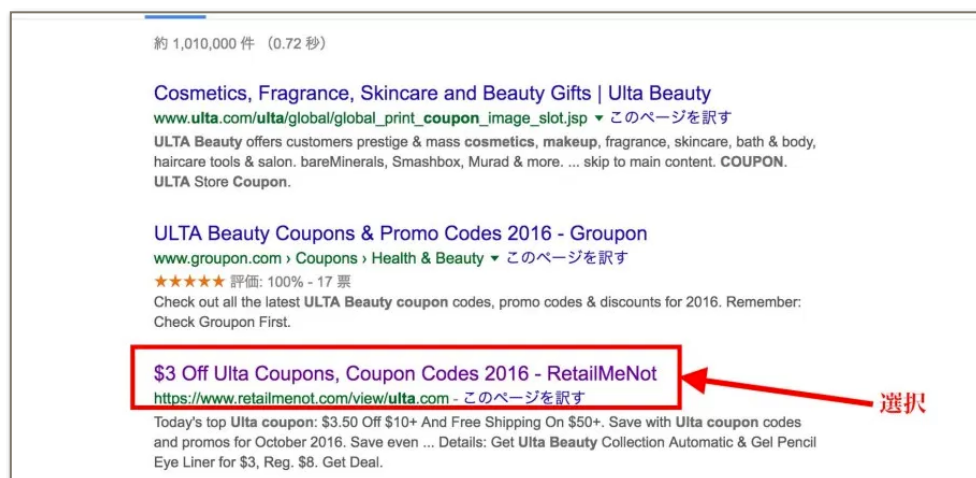 約 1,010,000 件 （0.72 秒）
Cosmetics, Fragrance, Skincare and Beauty Gifts | Ulta Beauty
www.ulta.com/ulta/global/global_print_coupon_image_slot.jsp ▼ このページを訳す
ULTA Beauty offers customers prestige & mass cosmetics, makeup, fragrance, skincare, bath & body,
haircare tools & salon. bareMinerals, Smashbox, Murad & more. ... skip to main content. COUPON.
ULTA Store Coupon.
ULTA Beauty Coupons & Promo Codes 2016 - Groupon
www.groupon.com › Coupons › Health & Beauty ▼ このページを訳す
★★★★★ 評価: 100% - 17 票
Check out all the latest ULTA Beauty coupon codes, promo codes & discounts for 2016. Remember:
Check Groupon First.
$3 Off Ulta Coupons, Coupon Codes 2016 - RetailMeNot
https://www.retailmenot.com/view/ulta.com - このページを訳す
選択
Today's top Ulta coupon: $3.50 Off $10+ And Free Shipping On $50+. Save with Ulta coupon codes
and promos for October 2016. Save even ... Details: Get Ulta Beauty Collection Automatic & Gel Pencil
Eye Liner for $3, Reg. $8. Get Deal.